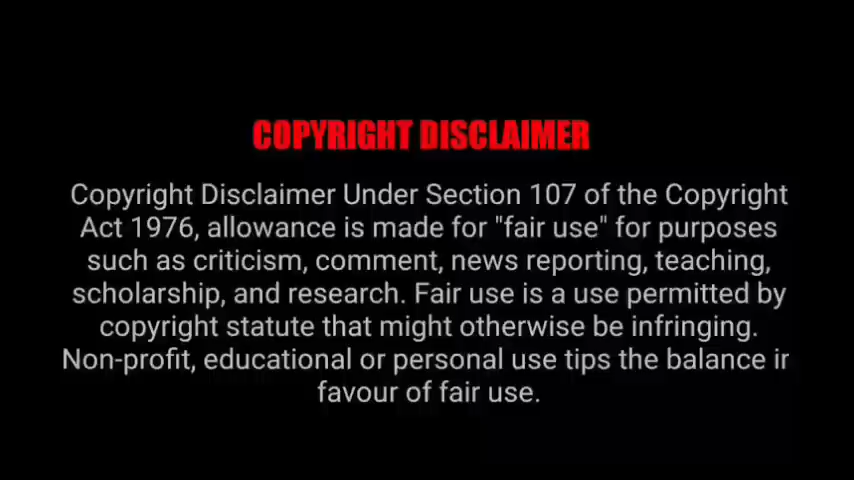 COPYRIGHT DISCLAIMER
Copyright Disclaimer Under Section 107 of the Copyright
Act 1976, allowance is made for "fair use" for purposes
such as criticism, comment, news reporting, teaching,
scholarship, and research. Fair use is a use permitted by
copyright statute that might otherwise be infringing.
Non-profit, educational or personal use tips the balance in
favour of fair use.